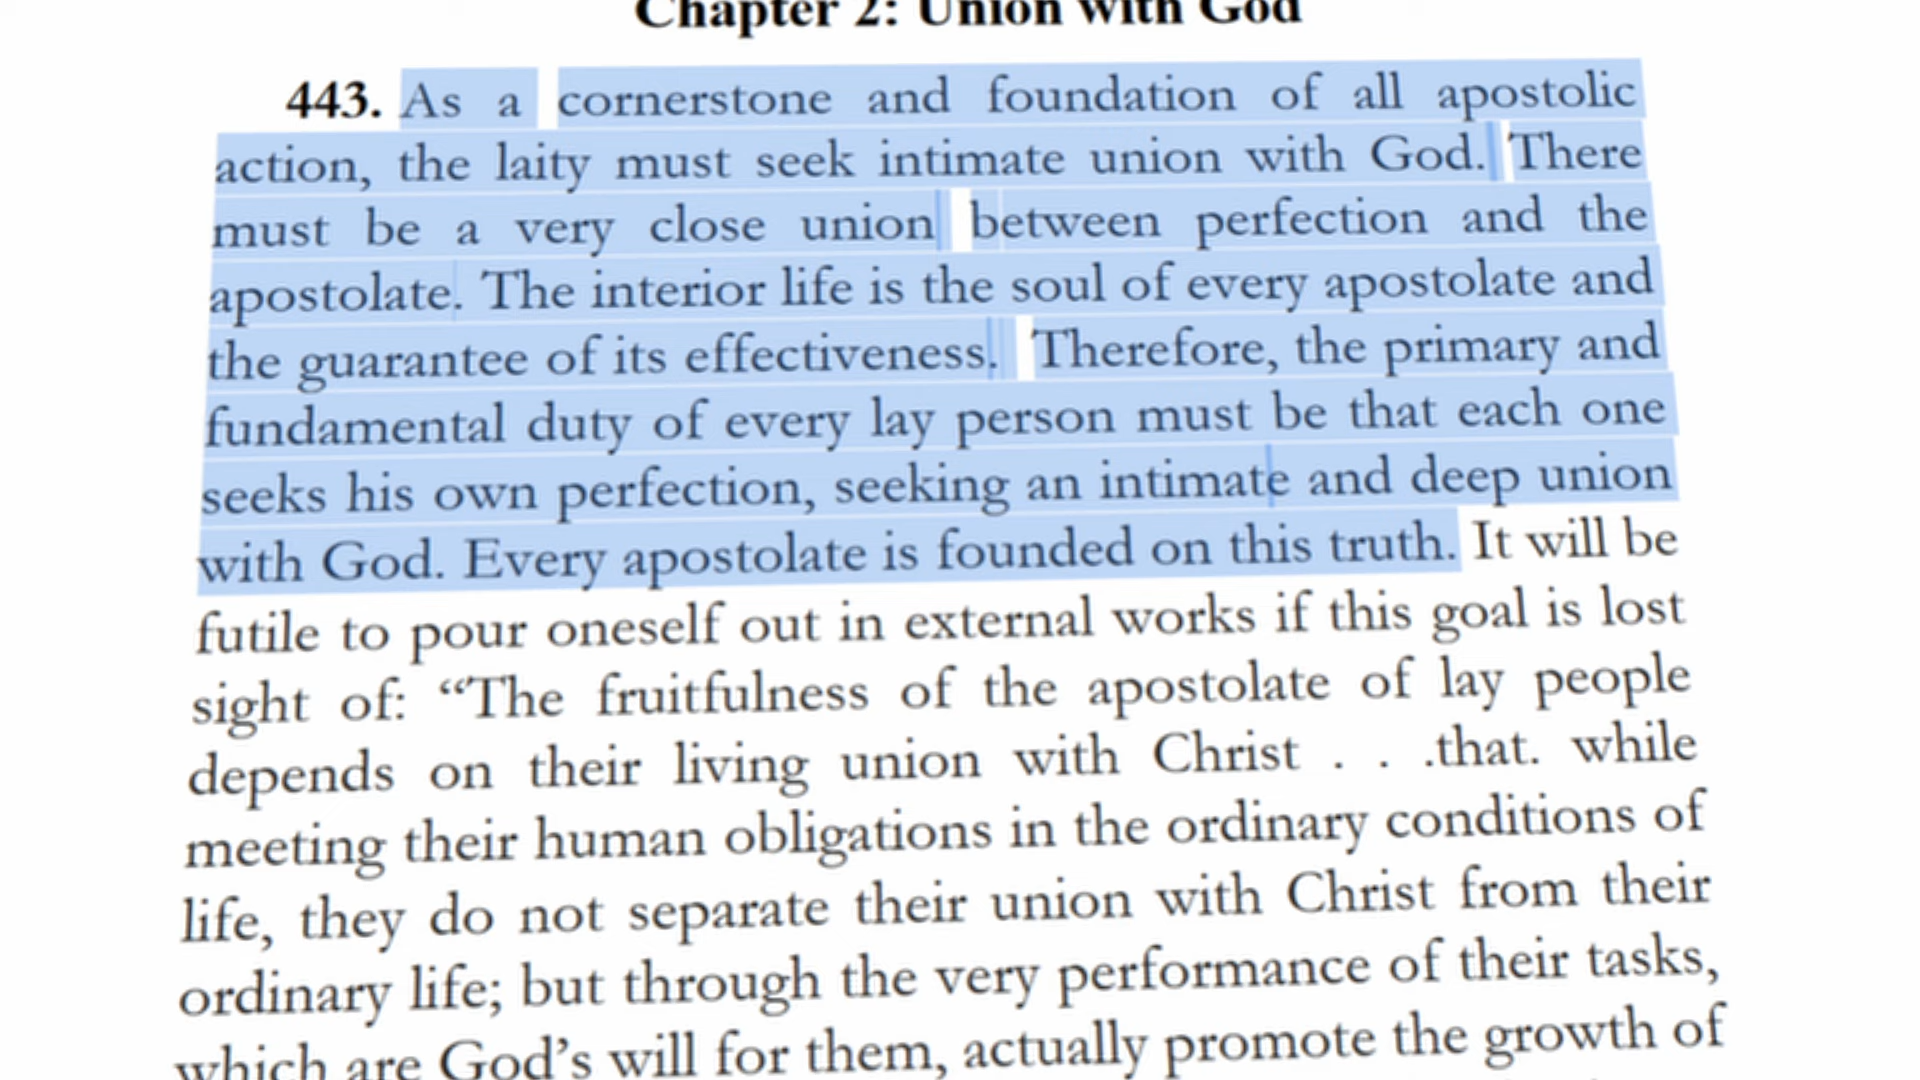 Chapter 2: Union with God
443. As a cornerstone and foundation of all apostolic
action, the laity must seek intimate union with God. There
must be a very close union between perfection and the
apostolate. The interior life is the soul of every apostolate and
the guarantee of its effectiveness. Therefore, the primary and
fundamental duty of every lay person must be that each one
seeks his own perfection, seeking an intimate and deep union
with God. Every apostolate is founded on this truth. It will be
futile to pour oneself out in external works if this goal is lost
sight of: “The fruitfulness of the apostolate of lay people
depends on their living union with Christ . . .that. while
meeting their human obligations in the ordinary conditions of
life, they do not separate their union with Christ from their
ordinary life; but through the very performance of their tasks,
which are God’s will for them, actually promote the growth of